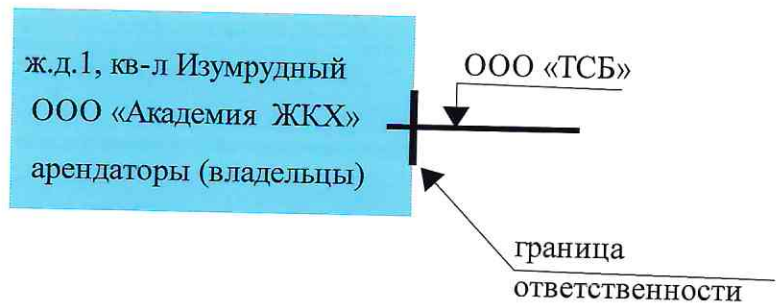 ж.д.1, кв-л Изумрудный
ООО «Академия ЖКХ»
арендаторы (владельцы)
ООО «ТСБ»
граница
ответственности